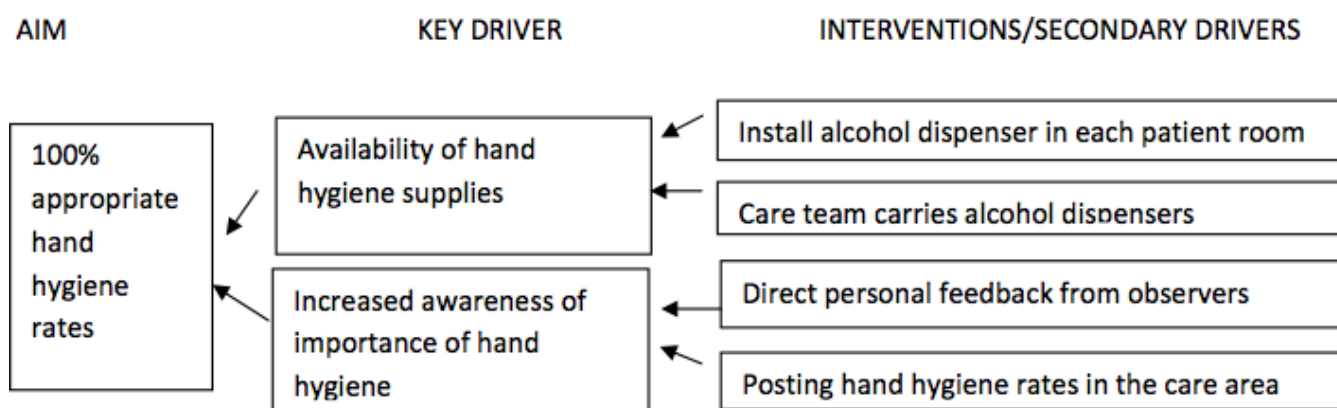 AIM
KEY DRIVER
INTERVENTIONS/SECONDARY DRIVERS
100%
appropriate
hand
hygiene
rates
Availability of hand
hygiene supplies
Increased awareness of
importance of hand
hygiene
Install alcohol dispenser in each patient room
Care team carries alcohol dispensers
Direct personal feedback from observers
Posting hand hygiene rates in the care area